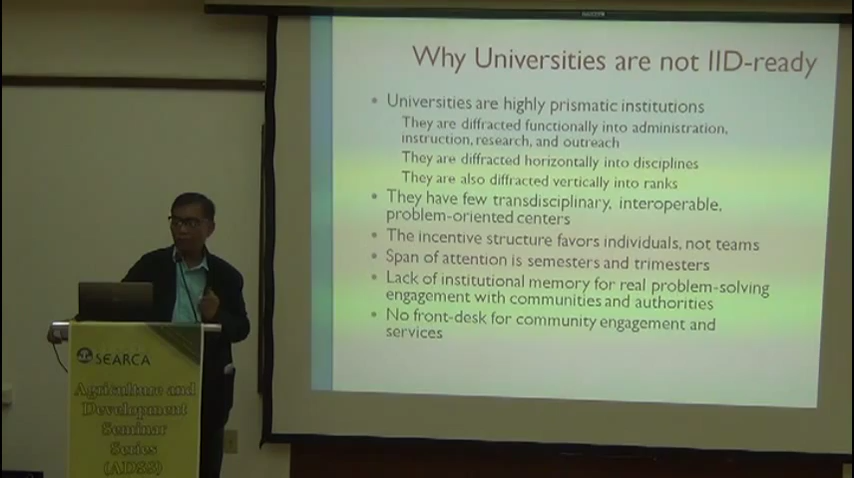 Why Universities are not IID-ready
• Universities are highly prismatic institutions
They are diffracted functionally into administration,
instruction, research, and outreach
They are diffracted horizontally into disciplines
They are also diffracted vertically into ranks
• They have few transdisciplinary, interoperable,
problem-oriented centers
• The incentive structure favors individuals, not teams
• Span of attention is semesters and trimesters
• Lack of institutional memory for real problem-solving
engagement with communities and authorities
• No front-desk for community engagement and
services
SEARCA
Agriculture and
Development
Seminar
Series
(ADSS)